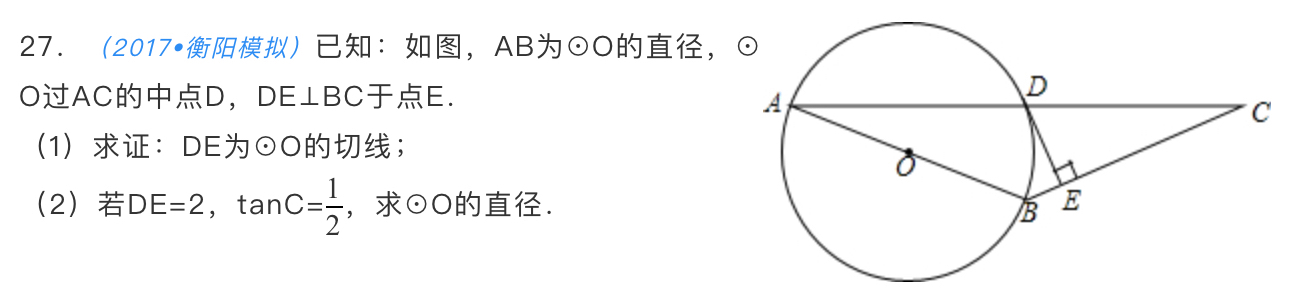 27. （2017•衡阳模拟）已知：如图，AB为⊙O的直径，⊙
O过AC的中点D，DE⊥BC于点E.
（1）求证：DE为⊙O的切线；
（2）若DE=2，tanC=1/2，求⊙O的直径.
A
D
C
O
B
E